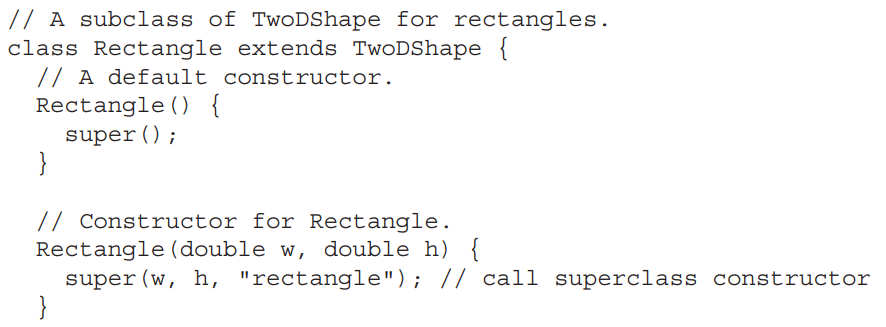 // A subclass of TwoDShape for rectangles.
class Rectangle extends TwoDShape {
  // A default constructor.
  Rectangle() {
    super();
  }

  // Constructor for Rectangle.
  Rectangle(double w, double h) {
    super(w, h, "rectangle"); // call superclass constructor
  }